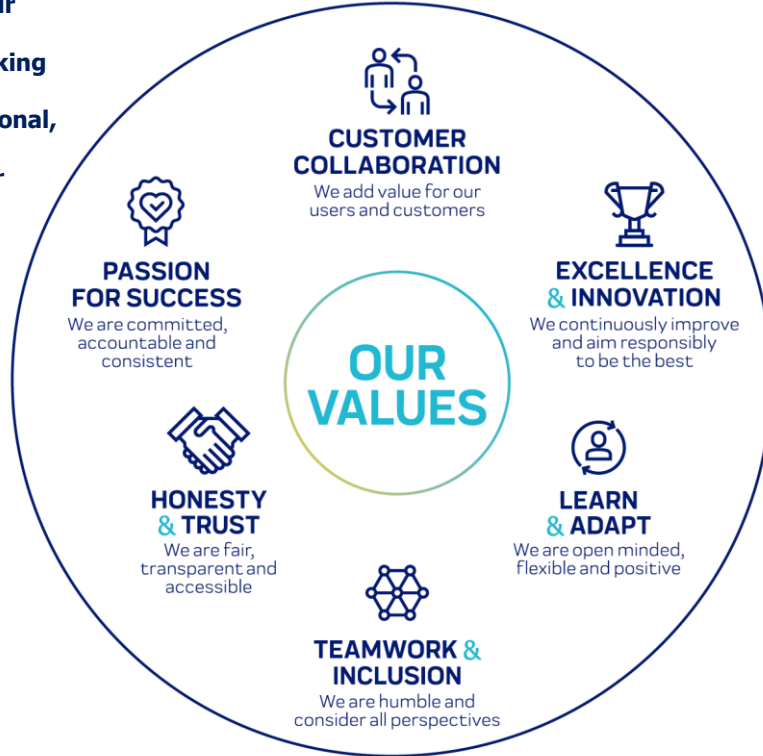 king
onal,
CUSTOMER
COLLABORATION
We add value for our
users and customers
EXCELLENCE
& INNOVATION
We continuously improve
and aim responsibly
to be the best
LEARN
& ADAPT
We are open minded,
flexible and positive
TEAMWORK &
INCLUSION
We are humble and
consider all perspectives
HONESTY
& TRUST
We are fair,
transparent and
accessible
PASSION
FOR SUCCESS
We are committed,
accountable and
consistent
OUR
VALUES